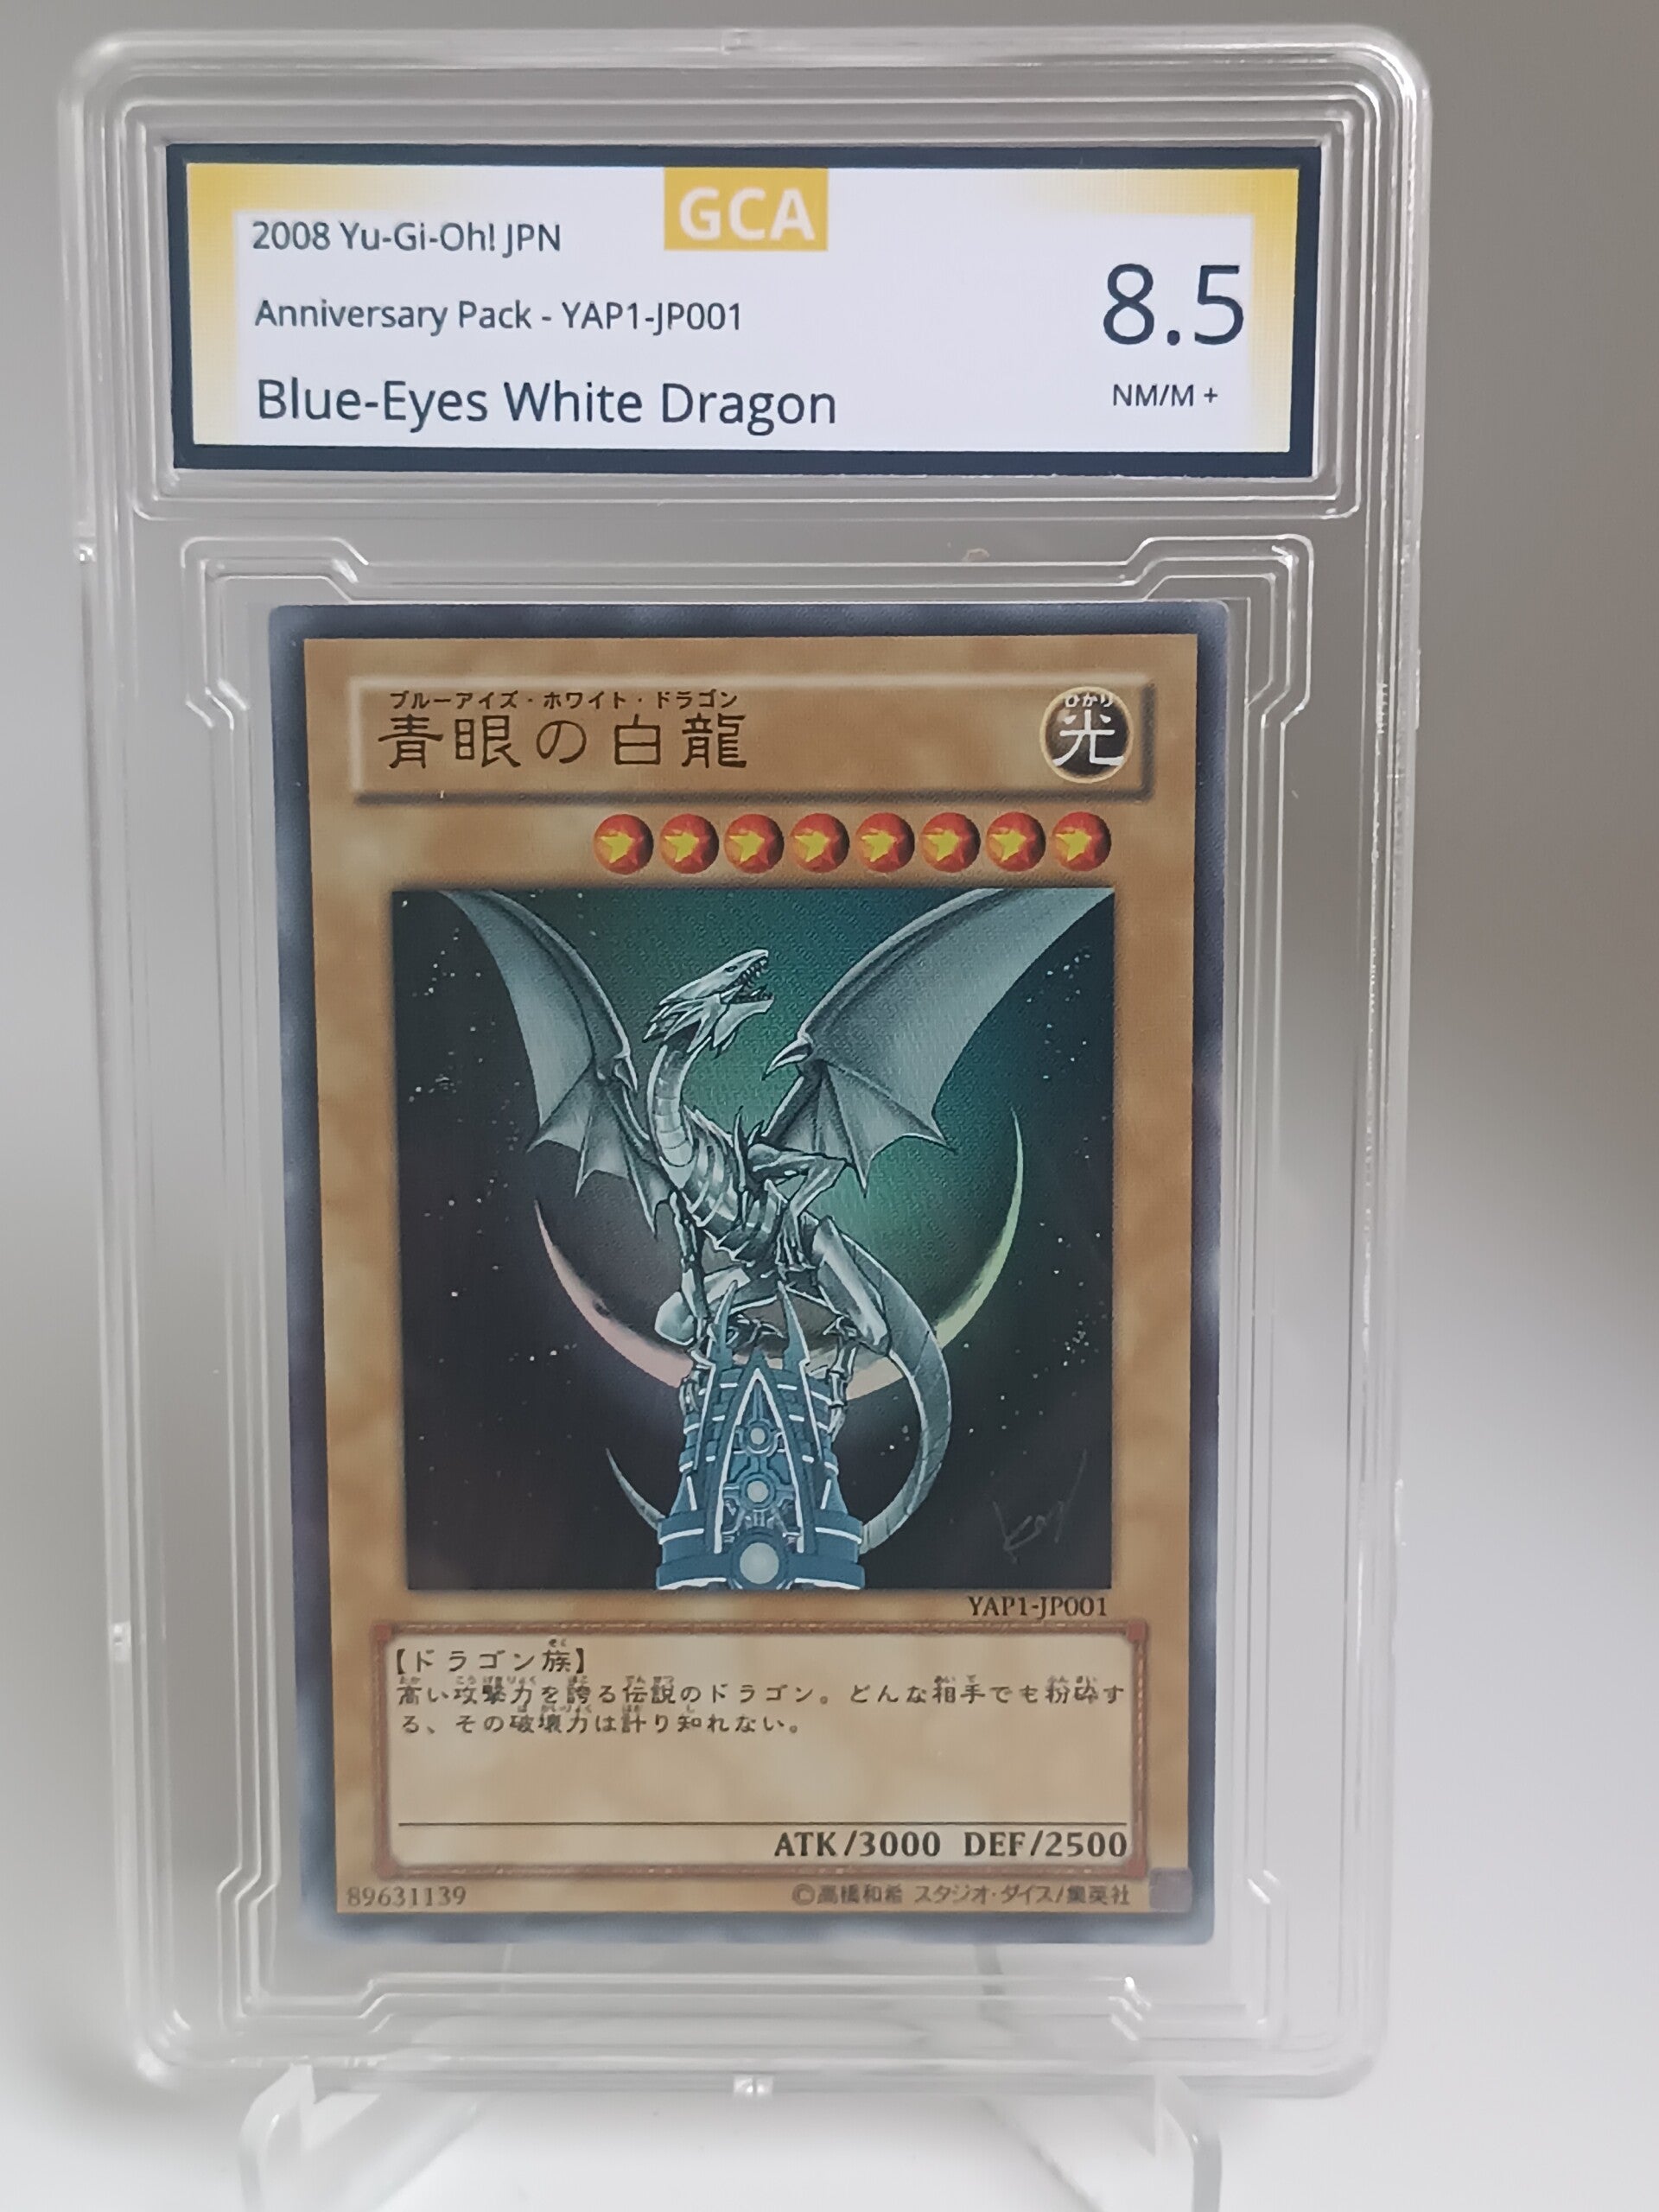 GCA
2008 Yu-Gi-Oh! JPN
Anniversary Pack - YAP1-JP001
Blue-Eyes White Dragon
8.5
NM/M +
ブルーアイズ・ホワイト・ドラゴン
青眼の白龍
ひかり
光
YAP1-JP001
【ドラゴン族】
高い攻撃力を誇る伝説のドラゴン。どんな相手でも粉砕す
る、その破壊力は計り知れない。
ATK/3000 DEF/2500
89631139
©高橋和希 スタジオ・ダイス/集英社